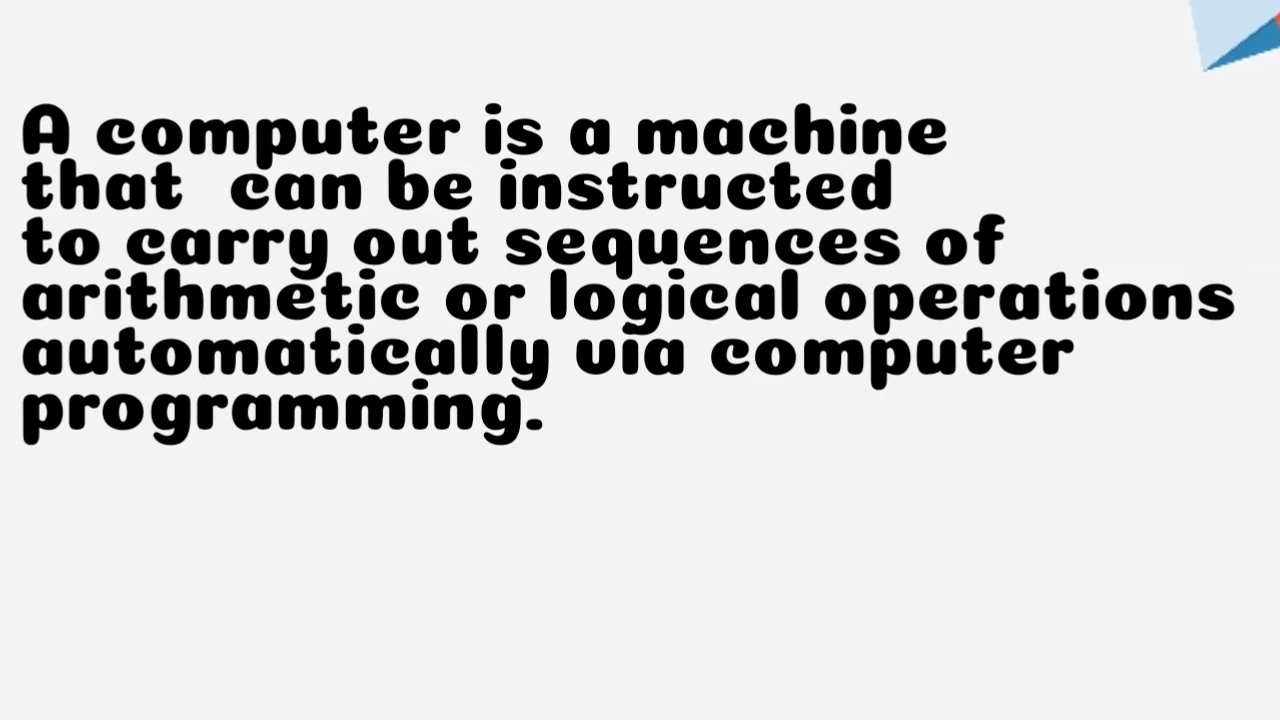 A computer is a machine
that  can be instructed
to carry out sequences of
arithmetic or logical operations
automatically via computer
programming.